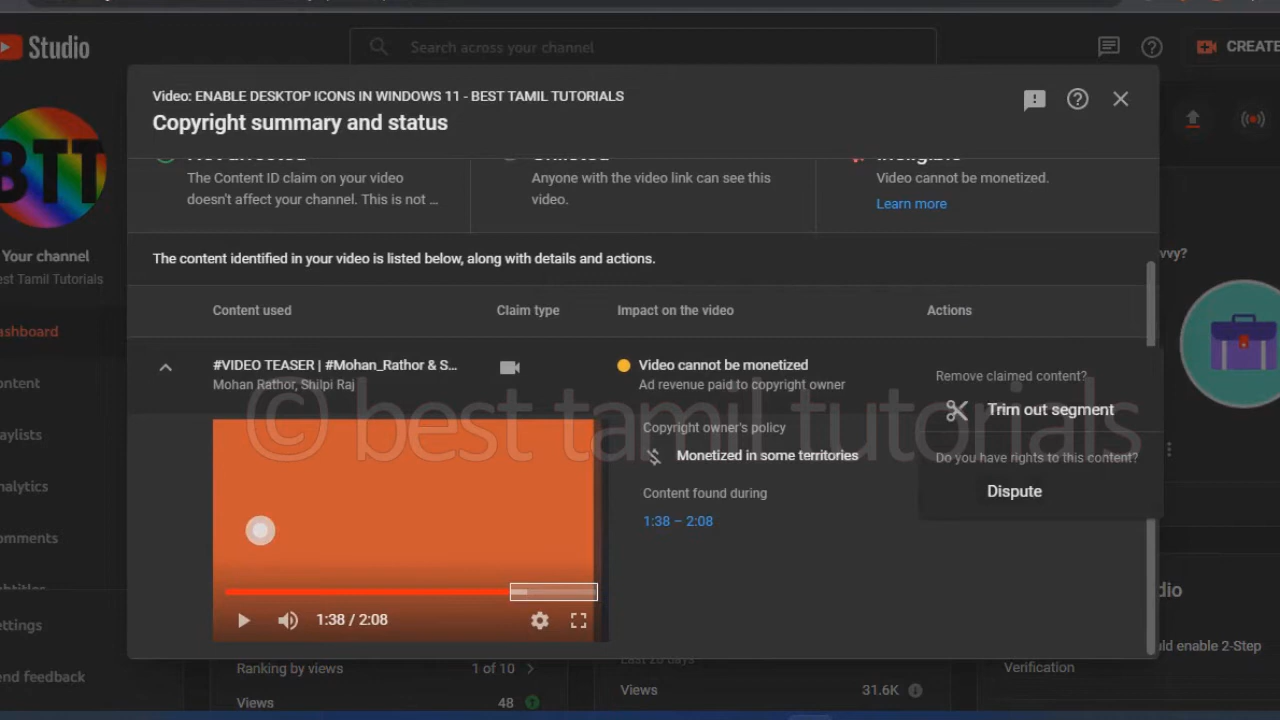 Studio
Search across your channel
CREATE
Video: ENABLE DESKTOP ICONS IN WINDOWS 11 - BEST TAMIL TUTORIALS
Copyright summary and status
BTT
Not affected
Unlisted
Ineligible
The Content ID claim on your video
doesn't affect your channel. This is not ...
Anyone with the video link can see this
video.
Video cannot be monetized.
Learn more
Your channel
est Tamil Tutorials
The content identified in your video is listed below, along with details and actions.
vvy?
Content used
Claim type
Impact on the video
Actions
ashboard
ontent
aylists
nalytics
omments
ettings
end feedback
#VIDEO TEASER | #Mohan_Rathor & S...
Mohan Rathor, Shilpi Raj
Video cannot be monetized
Ad revenue paid to copyright owner
Copyright owner's policy
Monetized in some territories
Content found during
1:38 – 2:08
Remove claimed content?
Trim out segment
Do you have rights to this content?
Dispute
© best tamil tutorials
1:38 / 2:08
dio
uld enable 2-Step
Verification
Ranking by views
1 of 10
Views
48
Last 28 days
Views
31.6K